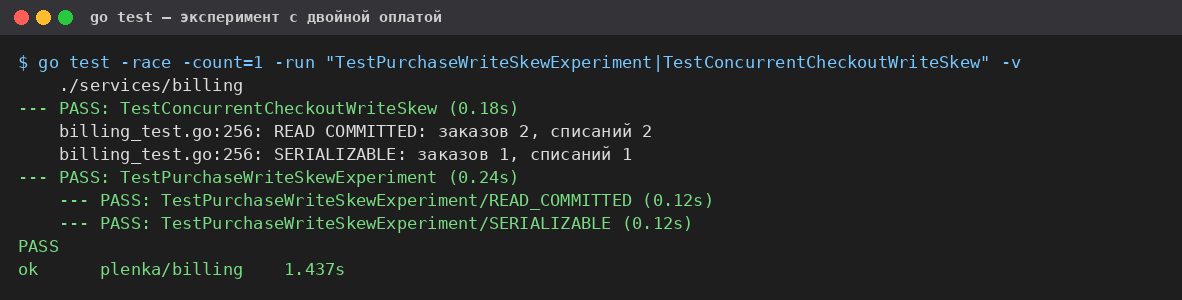 go test — эксперимент с двойной оплатой
$ go test -race -count=1 -run "TestPurchaseWriteSkewExperiment|TestConcurrentCheckoutWriteSkew" -v
    ./services/billing
--- PASS: TestConcurrentCheckoutWriteSkew (0.18s)
    billing_test.go:256: READ COMMITTED: заказов 2, списаний 2
    billing_test.go:256: SERIALIZABLE: заказов 1, списаний 1
--- PASS: TestPurchaseWriteSkewExperiment (0.24s)
    --- PASS: TestPurchaseWriteSkewExperiment/READ_COMMITTED (0.12s)
    --- PASS: TestPurchaseWriteSkewExperiment/SERIALIZABLE (0.12s)
PASS
ok      plenka/billing    1.437s